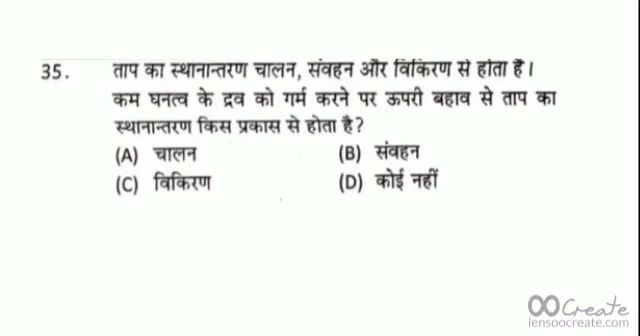 35. ताप का स्थानान्तरण चालन, संवहन और विकिरण से होता है।
कम घनत्व के द्रव को गर्म करने पर ऊपरी बहाव से ताप का
स्थानान्तरण किस प्रकास से होता है?
(A) चालन (B) संवहन
(C) विकिरण (D) कोई नहीं
Create
lensoocreate.com